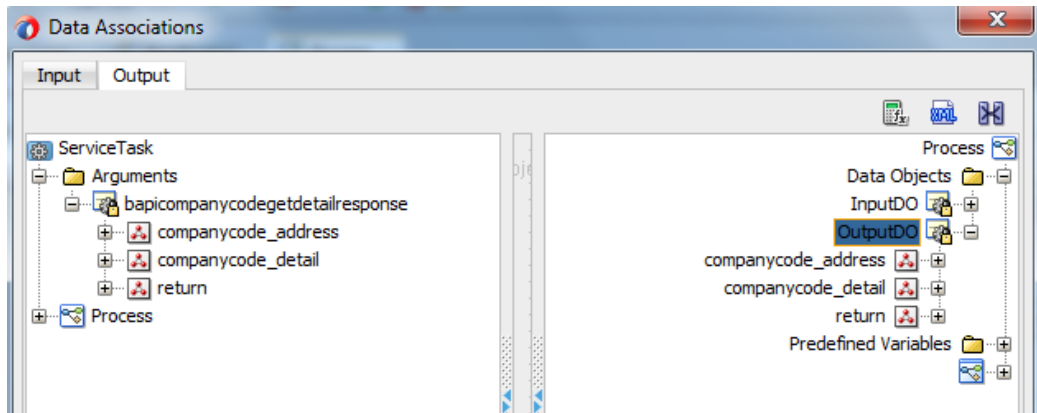 Data Associations
Input Output
ServiceTask
Arguments
bapicompanycodegetdetailresponse
companycode_address
companycode_detail
return
Process
Process
Data Objects
InputDO
OutputDO
companycode_address
companycode_detail
return
Predefined Variables